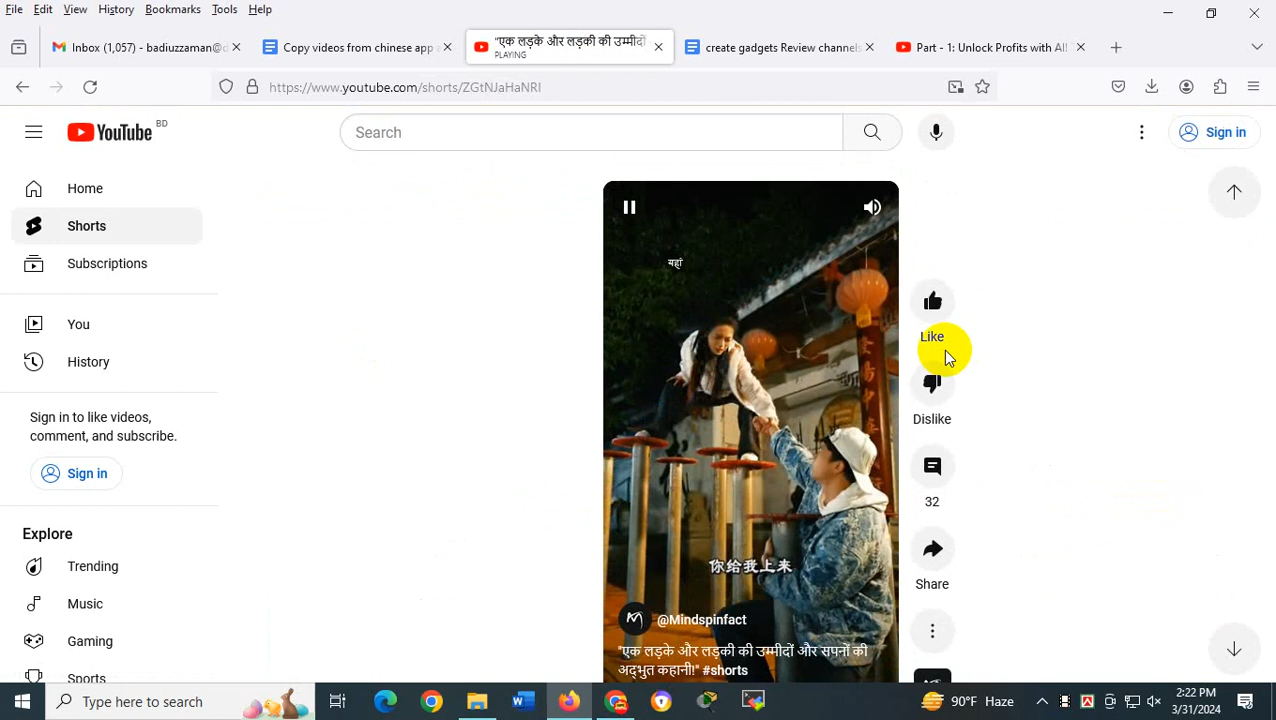 File Edit View History Bookmarks Tools Help
Inbox (1,057) - badiuzzaman@d
Copy videos from chinese app
"एक लड़के और लड़की की उम्मीदों
PLAYING
create gadgets Review channels
Part - 1: Unlock Profits with AI!
https://www.youtube.com/shorts/ZGtNJaHaNRI
YouTube BD
Search
Sign in
Home
Shorts
Subscriptions
You
History
Sign in to like videos,
comment, and subscribe.
Sign in
Explore
Trending
Music
Gaming
Sports
यहां
你给我上来
@Mindspinfact
"एक लड़के और लड़की की उम्मीदों और सपनों की
अद्भुत कहानी!" #shorts
Like
Dislike
32
Share
Type here to search
90°F Haze
2:22 PM
3/31/2024